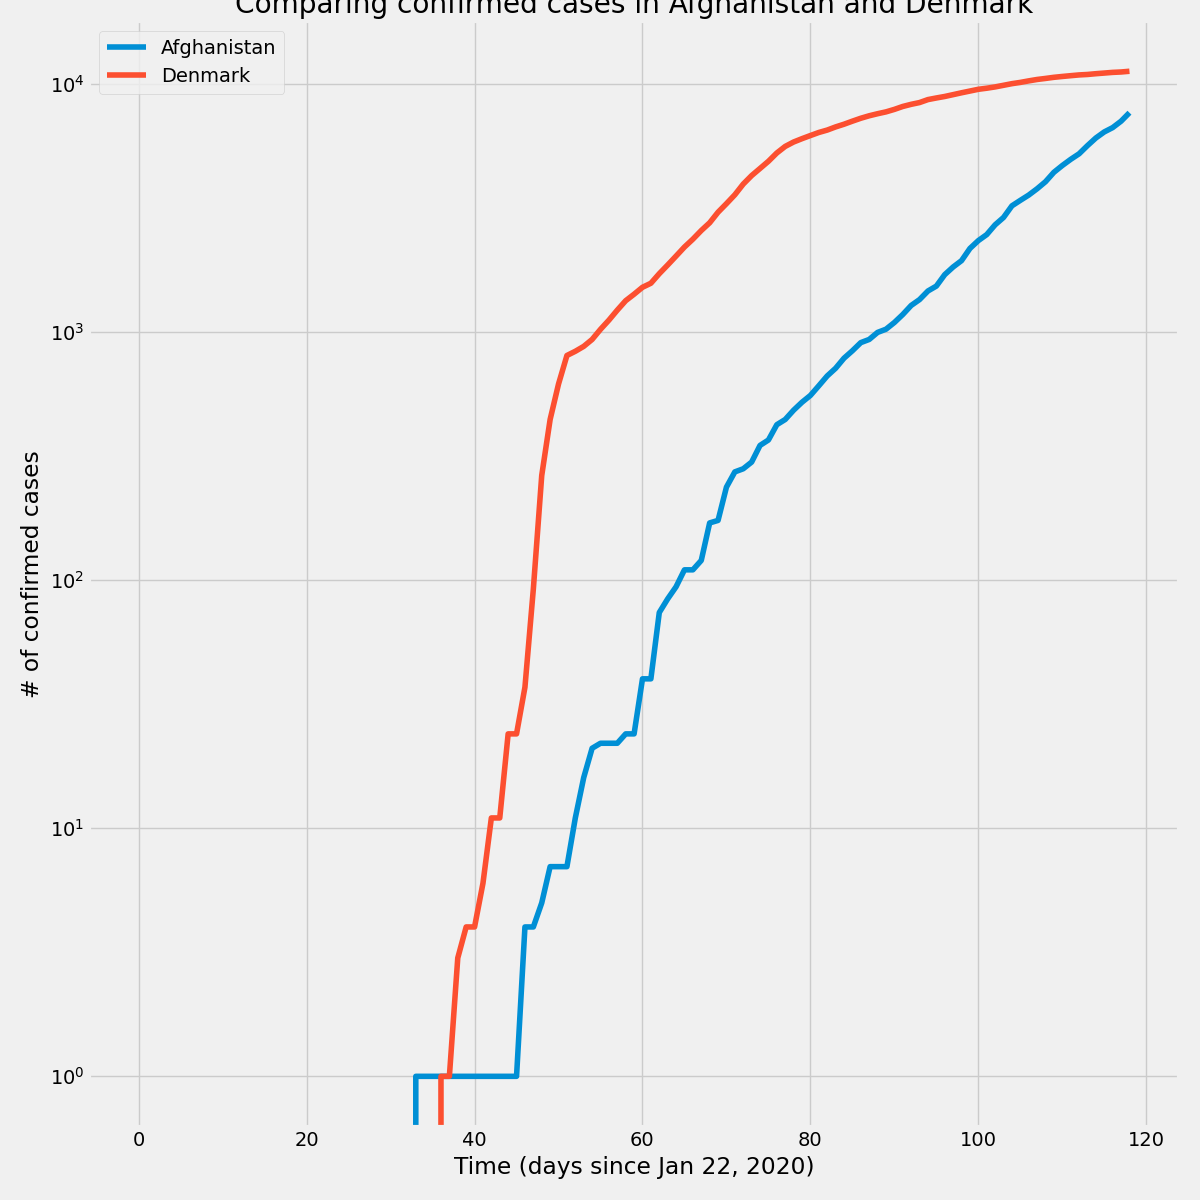 Comparing confirmed cases in Afghanistan and Denmark
Afghanistan
Denmark
10⁴
10³
10²
10¹
10⁰
# of confirmed cases
0 20 40 60 80 100 120
Time (days since Jan 22, 2020)